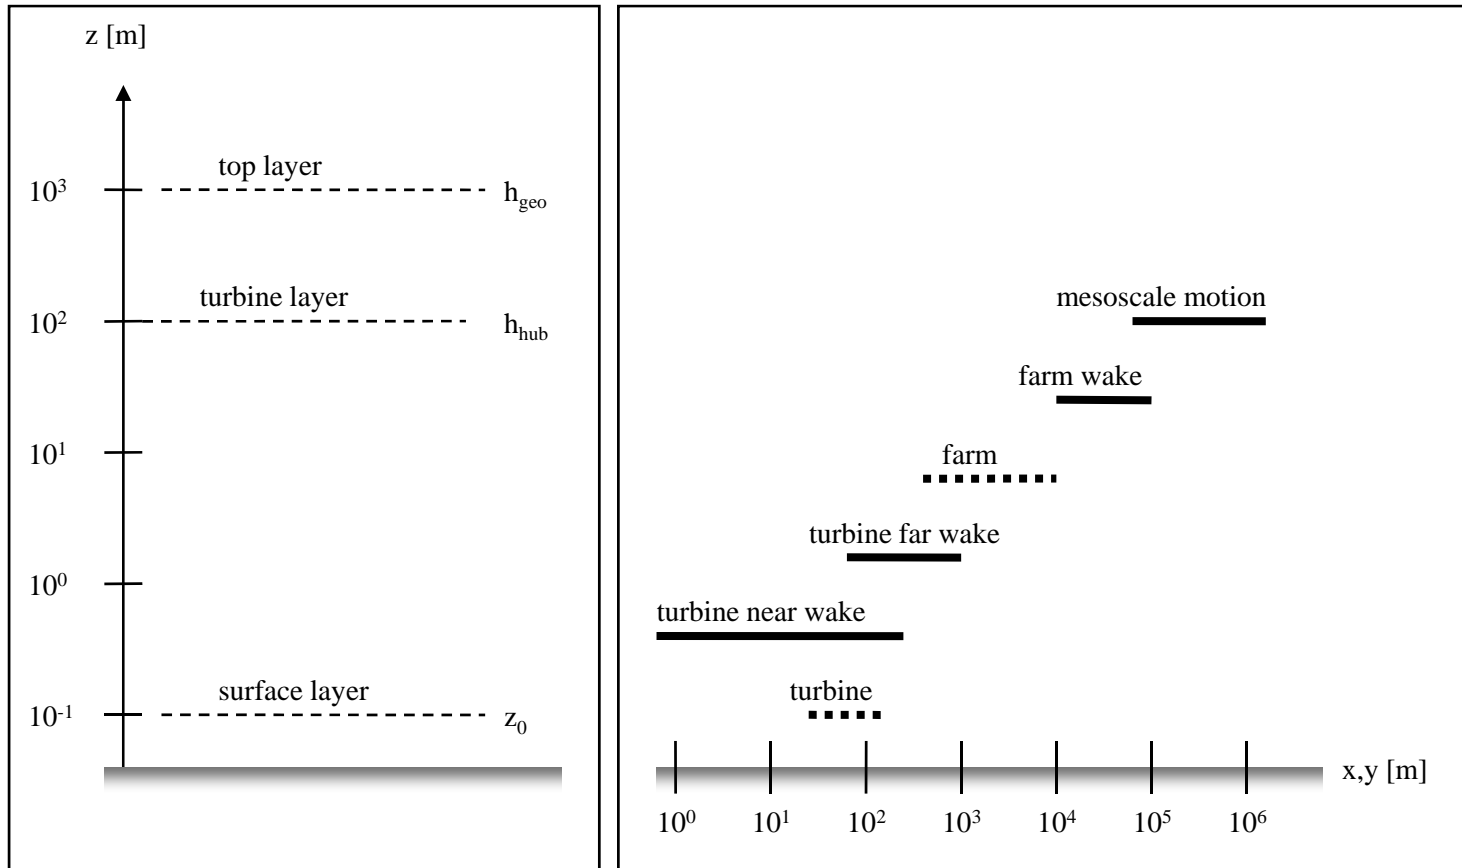 z [m]
top layer
10³
h_geo
turbine layer
10²
h_hub
10¹
10⁰
surface layer
10⁻¹
z₀
mesoscale motion
farm wake
farm
turbine far wake
turbine near wake
turbine
x,y [m]
10⁰ 10¹ 10² 10³ 10⁴ 10⁵ 10⁶